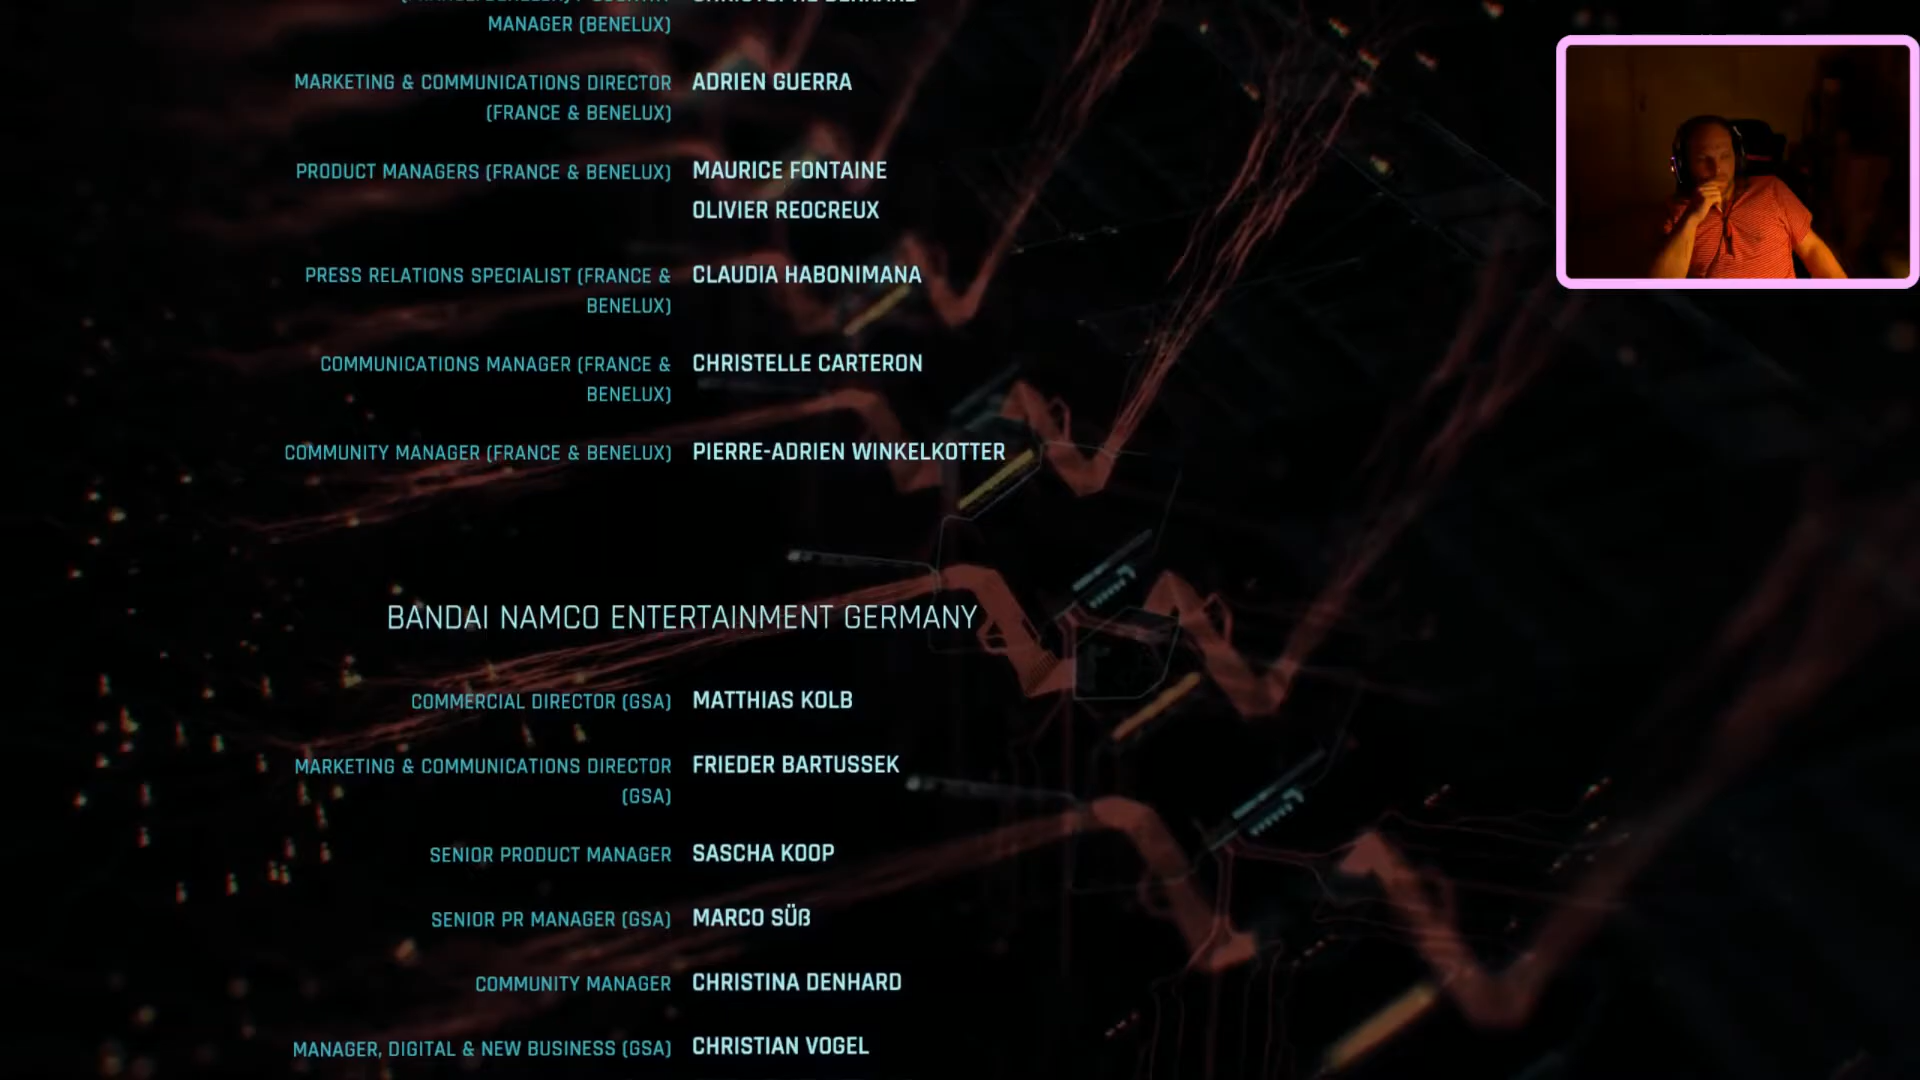 MANAGER (BENELUX)
MARKETING & COMMUNICATIONS DIRECTOR ADRIEN GUERRA
(FRANCE & BENELUX)
PRODUCT MANAGERS (FRANCE & BENELUX) MAURICE FONTAINE
OLIVIER REOCREUX
PRESS RELATIONS SPECIALIST (FRANCE & CLAUDIA HABONIMANA
BENELUX)
COMMUNICATIONS MANAGER (FRANCE & CHRISTELLE CARTERON
BENELUX)
COMMUNITY MANAGER (FRANCE & BENELUX) PIERRE-ADRIEN WINKELKOTTER
BANDAI NAMCO ENTERTAINMENT GERMANY
COMMERCIAL DIRECTOR (GSA) MATTHIAS KOLB
MARKETING & COMMUNICATIONS DIRECTOR FRIEDER BARTUSSEK
(GSA)
SENIOR PRODUCT MANAGER SASCHA KOOP
SENIOR PR MANAGER (GSA) MARCO SÜß
COMMUNITY MANAGER CHRISTINA DENHARD
MANAGER, DIGITAL & NEW BUSINESS (GSA) CHRISTIAN VOGEL